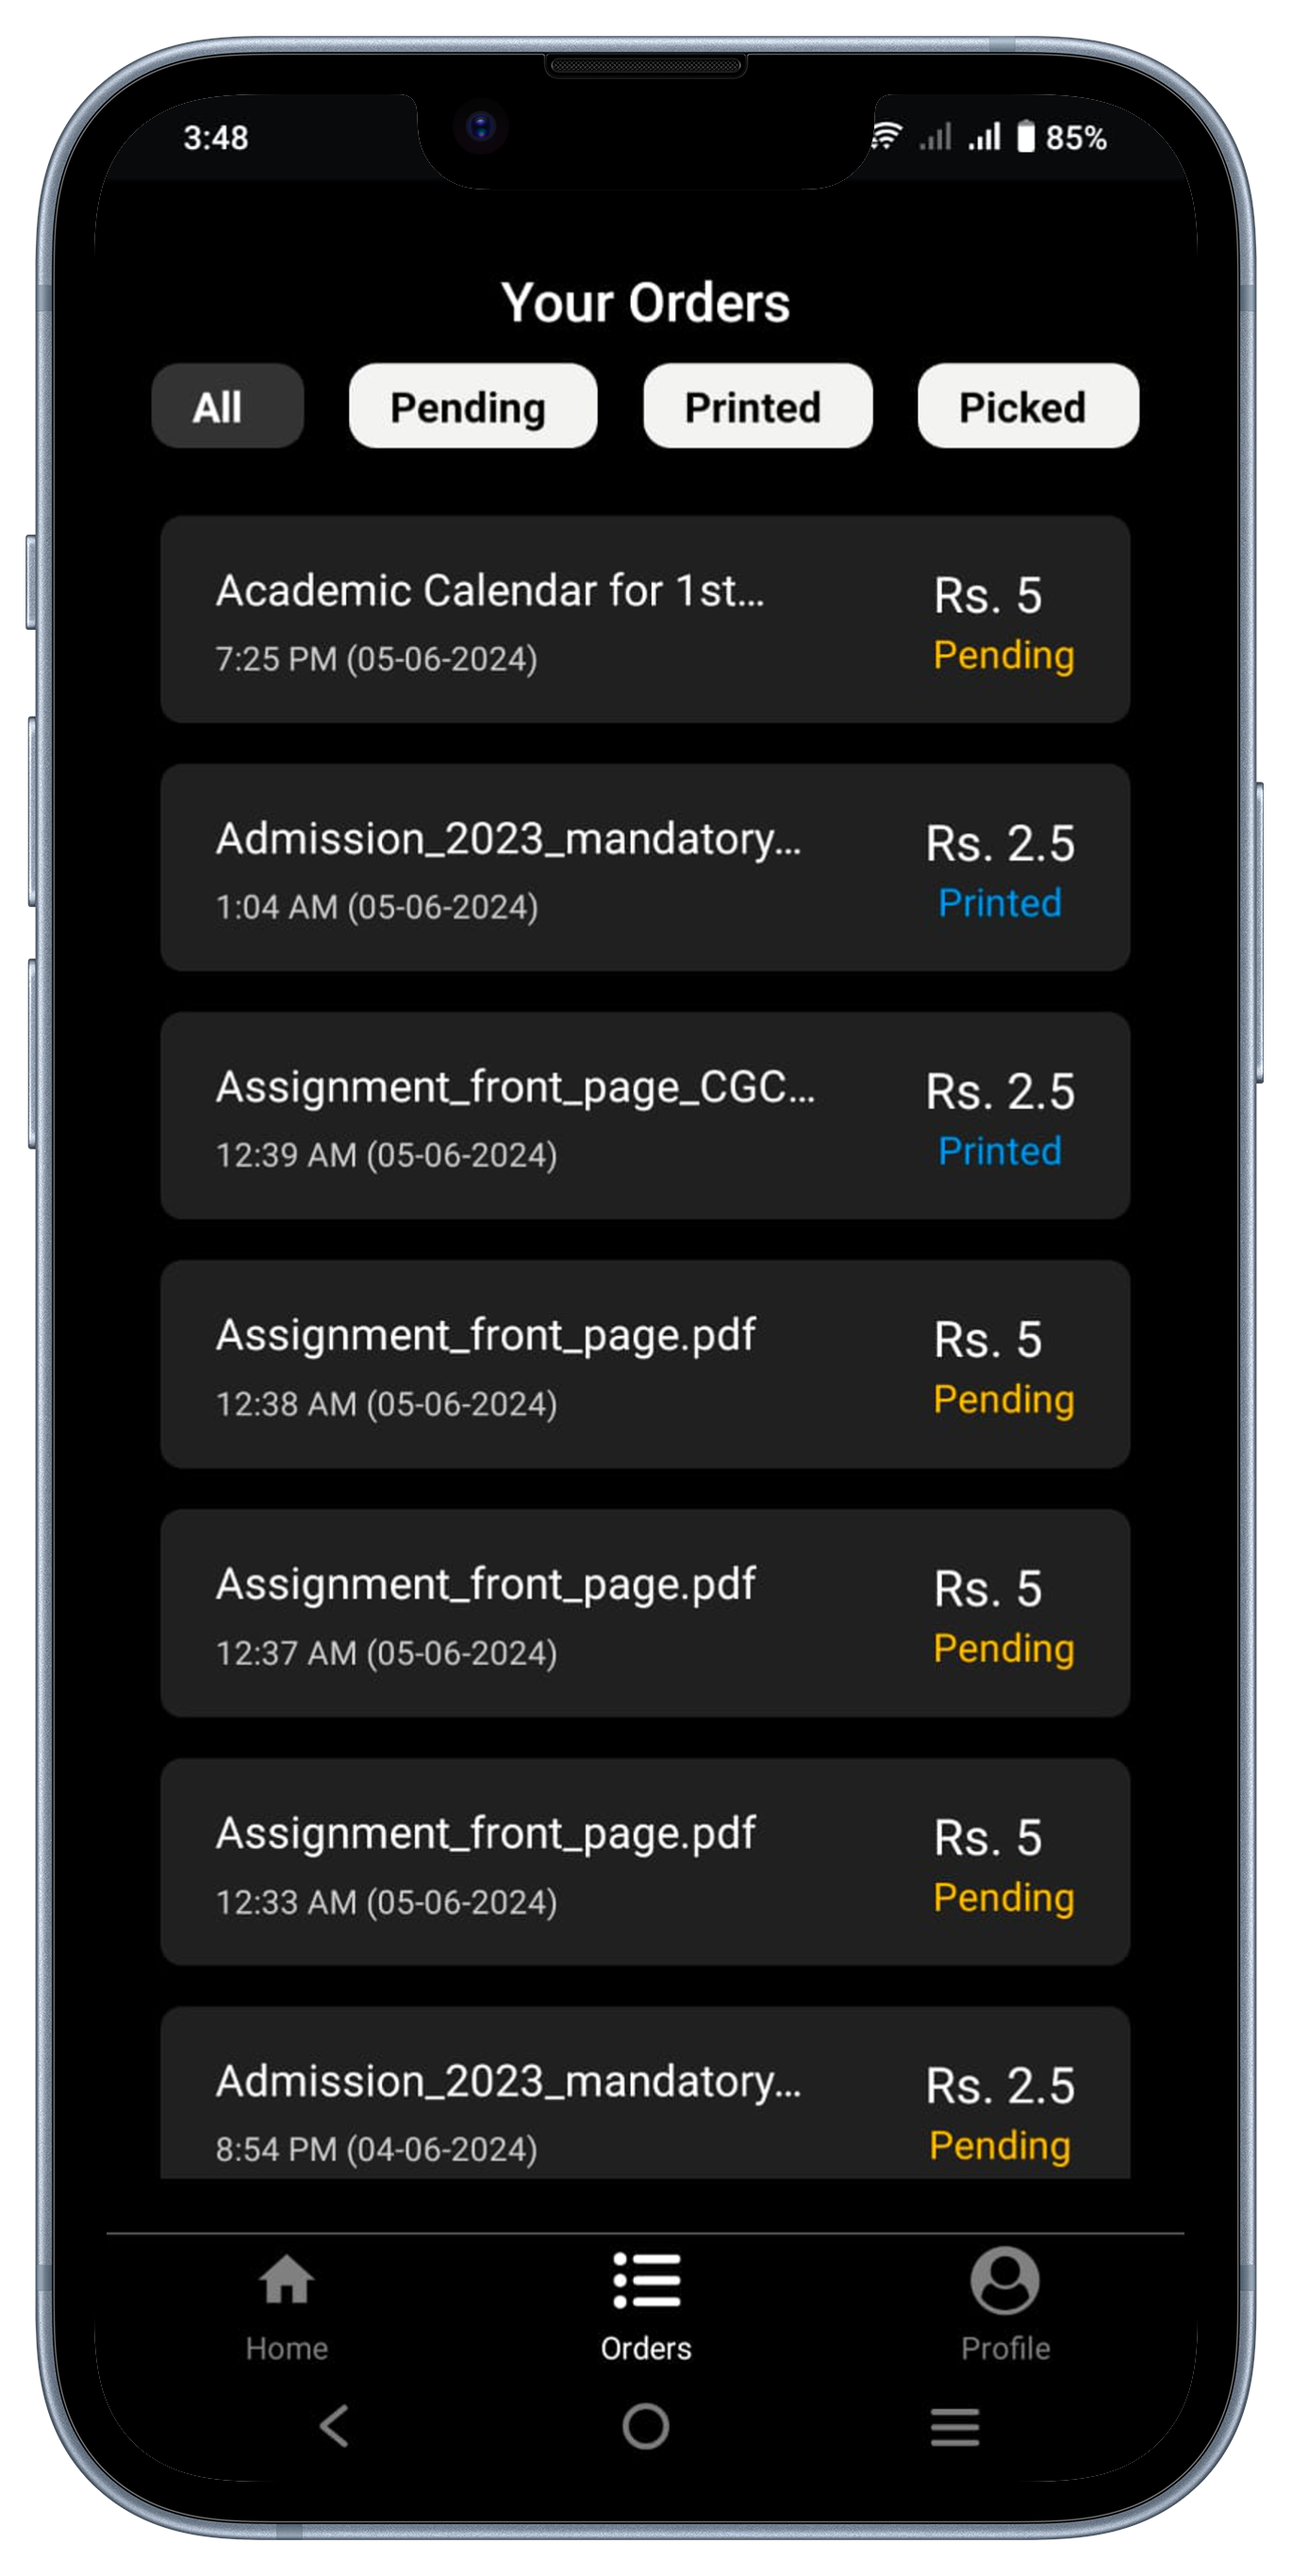 3:48 85%
Your Orders
All Pending Printed Picked
Academic Calendar for 1st... Rs. 5
7:25 PM (05-06-2024) Pending
Admission_2023_mandatory... Rs. 2.5
1:04 AM (05-06-2024) Printed
Assignment_front_page_CGC... Rs. 2.5
12:39 AM (05-06-2024) Printed
Assignment_front_page.pdf Rs. 5
12:38 AM (05-06-2024) Pending
Assignment_front_page.pdf Rs. 5
12:37 AM (05-06-2024) Pending
Assignment_front_page.pdf Rs. 5
12:33 AM (05-06-2024) Pending
Admission_2023_mandatory... Rs. 2.5
8:54 PM (04-06-2024) Pending
Home Orders Profile